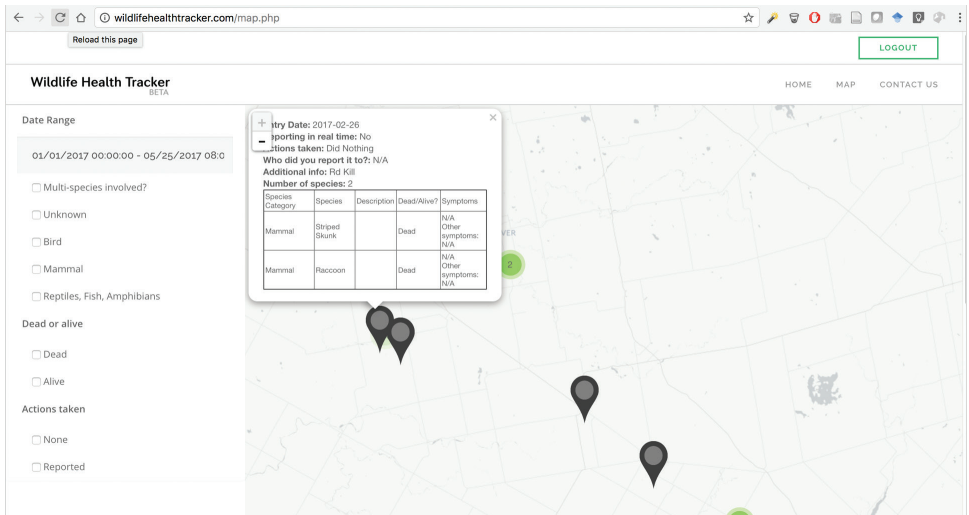 wildlifehealthtracker.com/map.php
Reload this page
LOGOUT
Wildlife Health Tracker
BETA
HOME MAP CONTACT US
Date Range
01/01/2017 00:00:00 - 05/25/2017 08:0
Multi-species involved?
Unknown
Bird
Mammal
Reptiles, Fish, Amphibians
Dead or alive
Dead
Alive
Actions taken
None
Reported
+
-
×
ntry Date: 2017-02-26
eporting in real time: No
ctions taken: Did Nothing
Who did you report it to?: N/A
Additional info: Rd Kill
Number of species: 2
Species Category Species Description Dead/Alive? Symptoms
Mammal Striped Skunk Dead N/A
Other
symptoms:
N/A
Mammal Raccoon Dead N/A
Other
symptoms:
N/A
VER
2